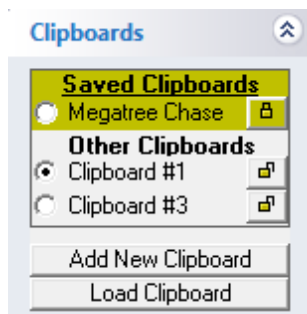 Clipboards
Saved Clipboards
Megatree Chase
Other Clipboards
Clipboard #1
Clipboard #3
Add New Clipboard
Load Clipboard